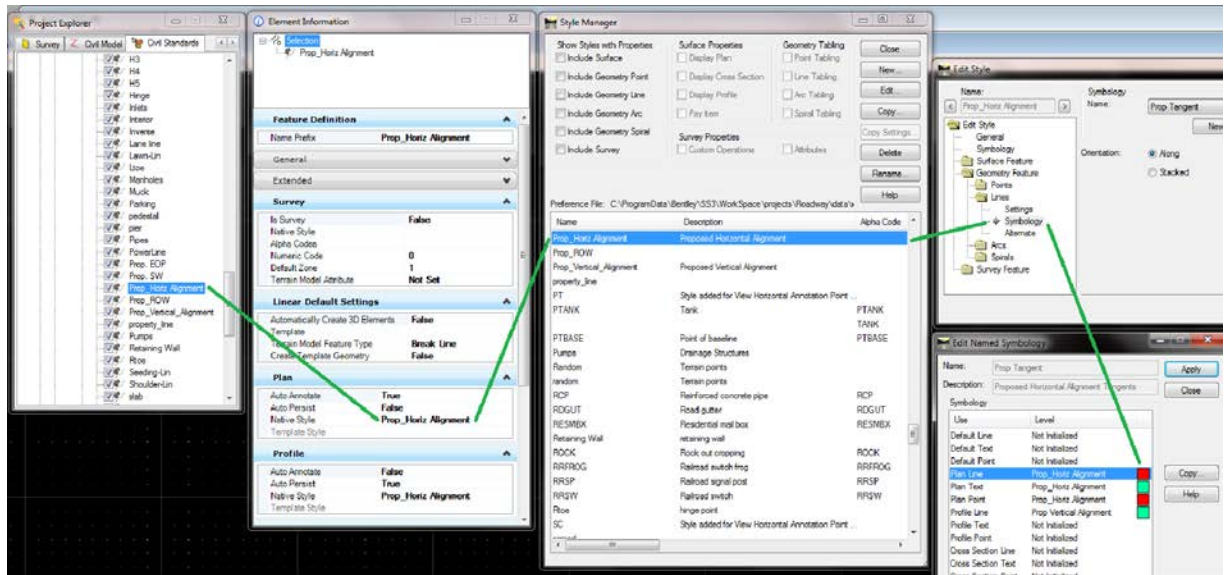 Project Explorer
Survey
Civil Model
Civil Standards
H3
H4
H5
Hinge
Inlets
Interior
Inverse
Lane line
Lawn-Lin
Manholes
Muck
Parking
pedestal
pier
Pipes
PowerLine
Prop. EOP
Prop. SW
Prop_Horiz Alignment
Prop_ROW
Prop_Vertical_Alignment
property_line
Pumps
Retaining Wall
Rtoe
Seeding-Lin
Shoulder-Lin
slab
Element Information
Selection
Prop_Horiz Alignment
Feature Definition
Name Prefix Prop_Horiz Alignment
General
Extended
Survey
Is Survey False
Native Style
Alpha Codes
Numeric Code 0
Default Zone 1
Terrain Model Attribute Not Set
Linear Default Settings
Automatically Create 3D Elements False
Template
Terrain Model Feature Type Break Line
Create Template Geometry False
Plan
Auto Annotate True
Auto Persist False
Native Style Prop_Horiz Alignment
Template Style
Profile
Auto Annotate False
Auto Persist True
Native Style Prop_Horiz Alignment
Template Style
Style Manager
Show Styles with Properties Surface Properties Geometry Tabling
Include Surface Display Plan Point Tabling
Include Geometry Point Display Cross Section Line Tabling
Include Geometry Line Display Profile Arc Tabling
Include Geometry Arc Pay Item Spiral Tabling
Include Geometry Spiral Survey Properties
Include Survey Custom Operations Attributes
Close
New...
Edit...
Copy...
Copy Settings...
Delete
Rename...
Help
Preference File: C:\ProgramData\Bentley\SS3\WorkSpace\projects\Roadway\data\
Name Description Alpha Code
Prop_Horiz Alignment Proposed Horizontal Alignment
Prop_ROW
Prop_Vertical_Alignment Proposed Vertical Alignment
property_line
PT Style added for View Horizontal Annotation Point ...
PTANK Tank PTANK
TANK
PTBASE Point of baseline PTBASE
Pumps Drainage Structures
Random Terrain points
random Terrain points
RCP Reinforced concrete pipe RCP
RDGUT Road gutter RDGUT
RESMBX Residential mail box RESMBX
Retaining Wall retaining wall
ROCK Rock out cropping ROCK
RRFROG Railroad switch frog RRFROG
RRSP Railroad signal post RRSP
RRSW Railroad switch RRSW
Rtoe hinge point
SC Style added for View Horizontal Annotation Point ...
Edit Style
Name: Symbology
Prop_Horiz Alignment Name: Prop Tangent
New
Edit Style
General
Symbology
Surface Feature
Geometry Feature
Points
Lines
Settings
Symbology
Alternate
Arcs
Spirals
Survey Feature
Orientation: Along
Stacked
Edit Named Symbology
Name: Prop Tangent
Description: Proposed Horizontal Alignment Tangents
Apply
Close
Symbology
Use Level
Default Line Not Initialized
Default Text Not Initialized
Default Point Not Initialized
Plan Line Prop_Horiz Alignment
Plan Text Prop_Horiz Alignment
Plan Point Prop_Horiz Alignment
Profile Line Prop Vertical Alignment
Profile Text Not Initialized
Profile Point Not Initialized
Cross Section Line Not Initialized
Cross Section Text Not Initialized
Copy...
Help